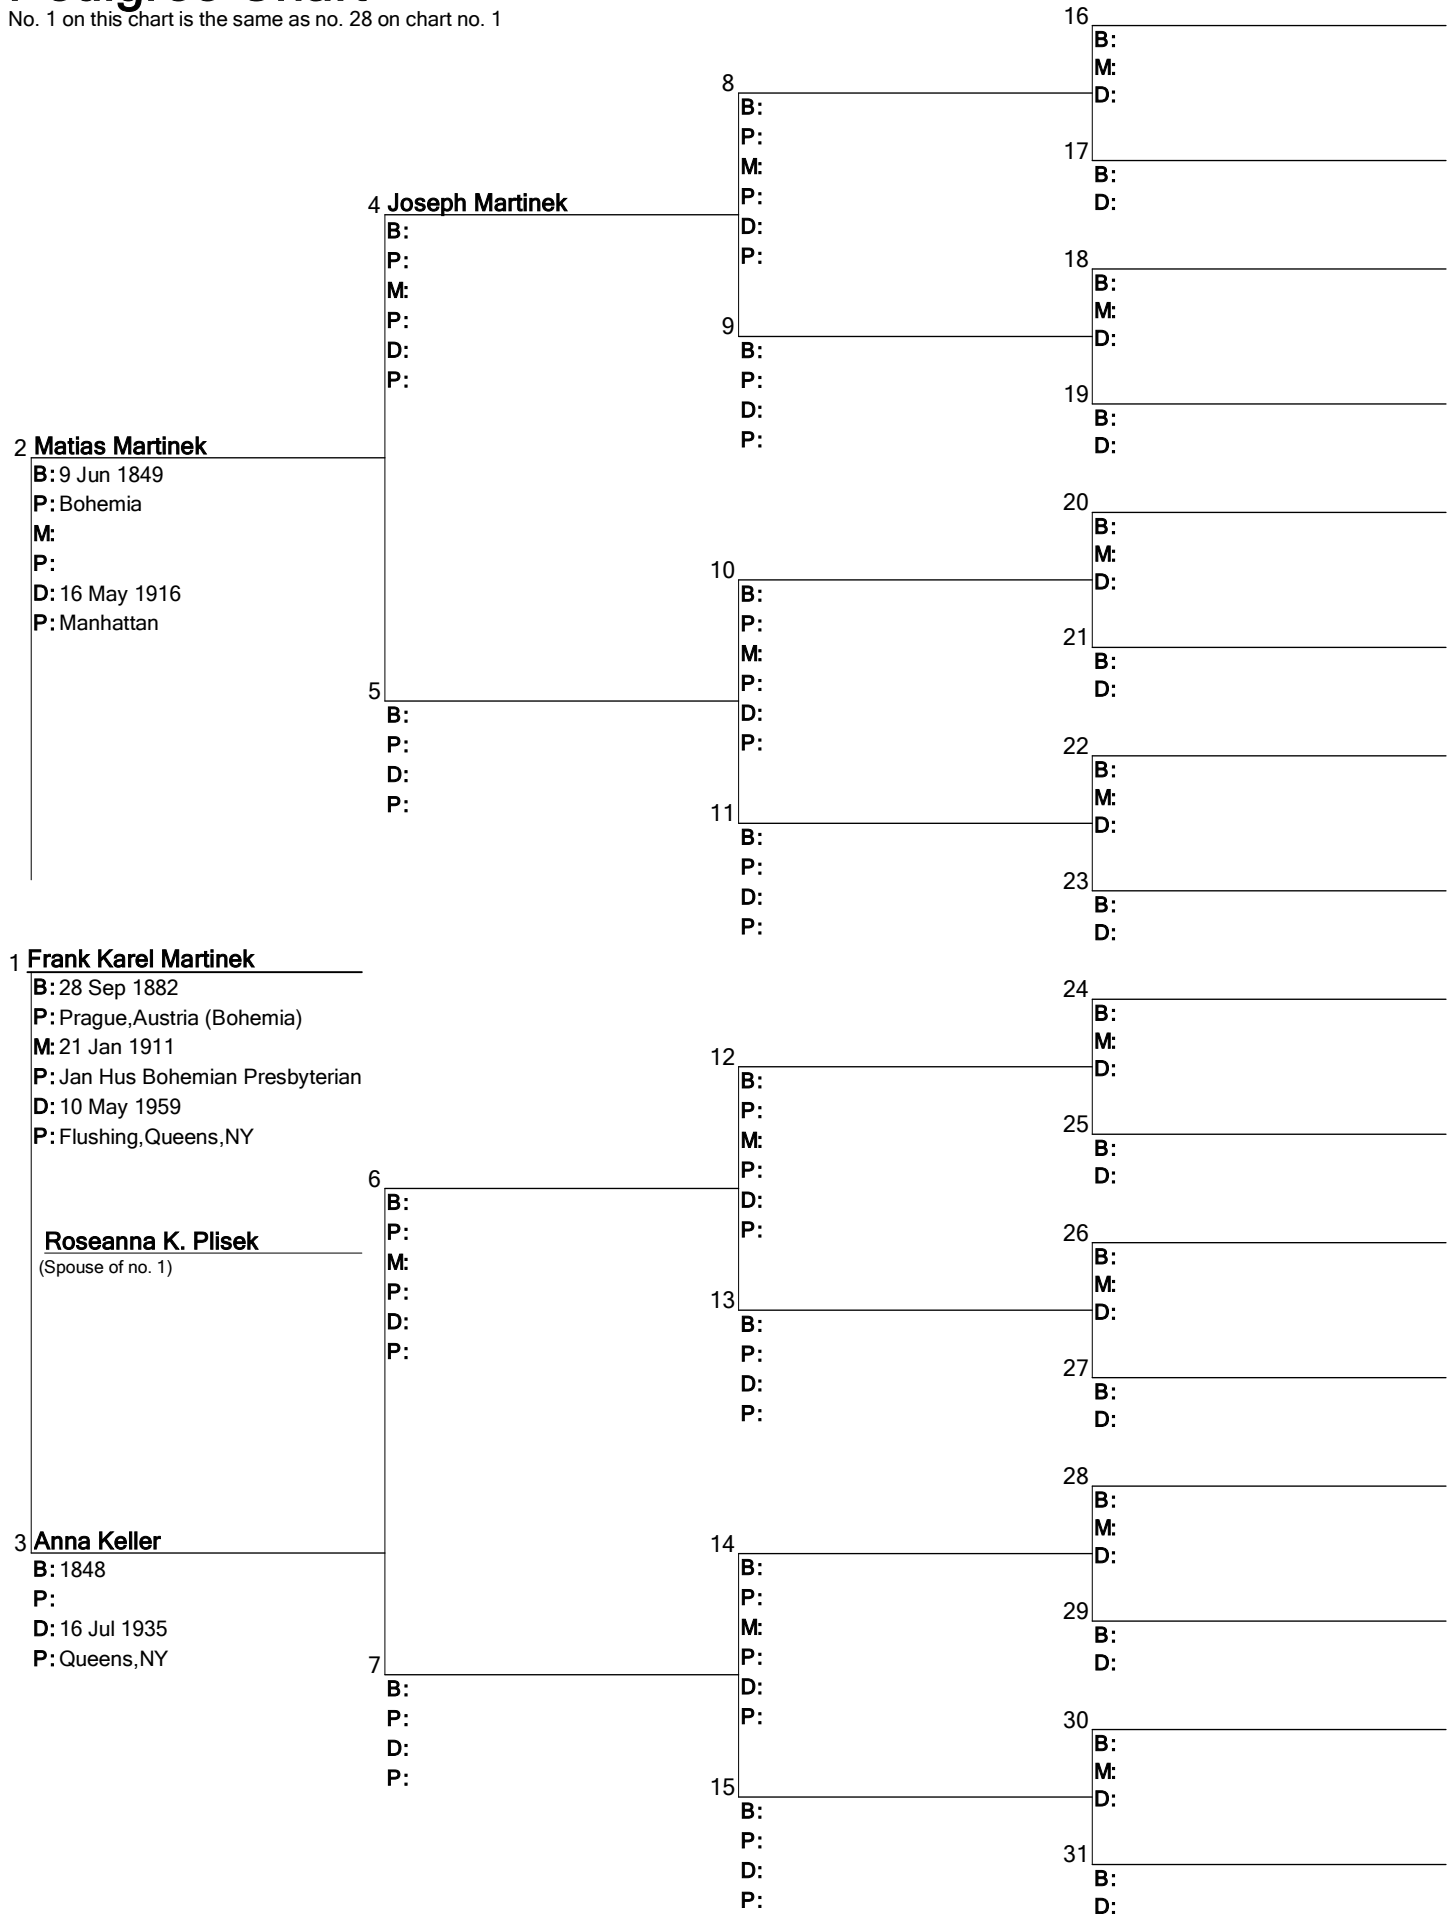 Pedigree Chart
No. 1 on this chart is the same as no. 28 on chart no. 1
1 Frank Karel Martinek
B: 28 Sep 1882
P: Prague,Austria (Bohemia)
M: 21 Jan 1911
P: Jan Hus Bohemian Presbyterian
D: 10 May 1959
P: Flushing,Queens,NY
Roseanna K. Plisek
(Spouse of no. 1)
2 Matias Martinek
B: 9 Jun 1849
P: Bohemia
M:
P:
D: 16 May 1916
P: Manhattan
3 Anna Keller
B: 1848
P:
D: 16 Jul 1935
P: Queens,NY
4 Joseph Martinek
B:
P:
M:
P:
D:
P:
5
B:
P:
D:
P:
6
B:
P:
M:
P:
D:
P:
7
B:
P:
D:
P:
8
B:
P:
M:
P:
D:
P:
9
B:
P:
D:
P:
10
B:
P:
M:
P:
D:
P:
11
B:
P:
D:
P:
12
B:
P:
M:
P:
D:
P:
13
B:
P:
D:
P:
14
B:
P:
M:
P:
D:
P:
15
B:
P:
D:
P:
16
B:
M:
D:
17
B:
D:
18
B:
M:
D:
19
B:
D:
20
B:
M:
D:
21
B:
D:
22
B:
M:
D:
23
B:
D:
24
B:
M:
D:
25
B:
D:
26
B:
M:
D:
27
B:
D:
28
B:
M:
D:
29
B:
D:
30
B:
M:
D:
31
B:
D: